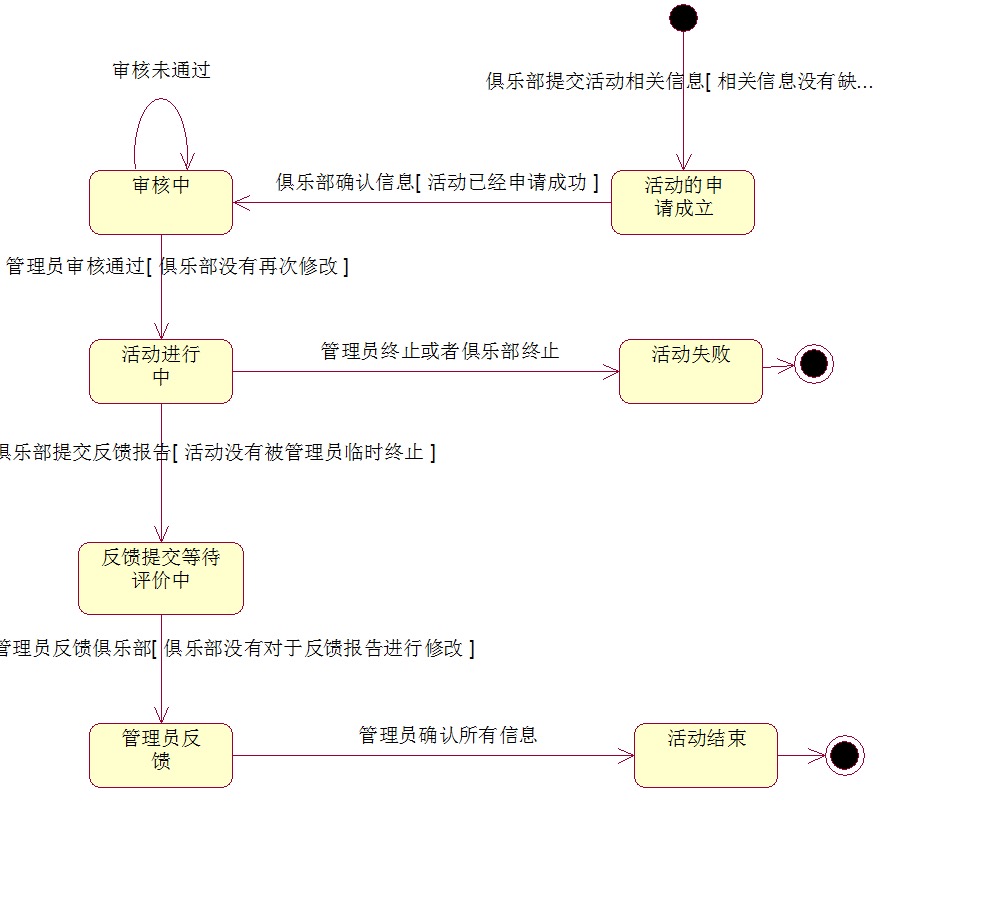 审核未通过
俱乐部提交活动相关信息[ 相关信息没有缺...
审核中
俱乐部确认信息[ 活动已经申请成功 ]
活动的申
请成立
管理员审核通过[ 俱乐部没有再次修改 ]
活动进行
中
管理员终止或者俱乐部终止
活动失败
俱乐部提交反馈报告[ 活动没有被管理员临时终止 ]
反馈提交等待
评价中
管理员反馈俱乐部[ 俱乐部没有对于反馈报告进行修改 ]
管理员反
馈
管理员确认所有信息
活动结束